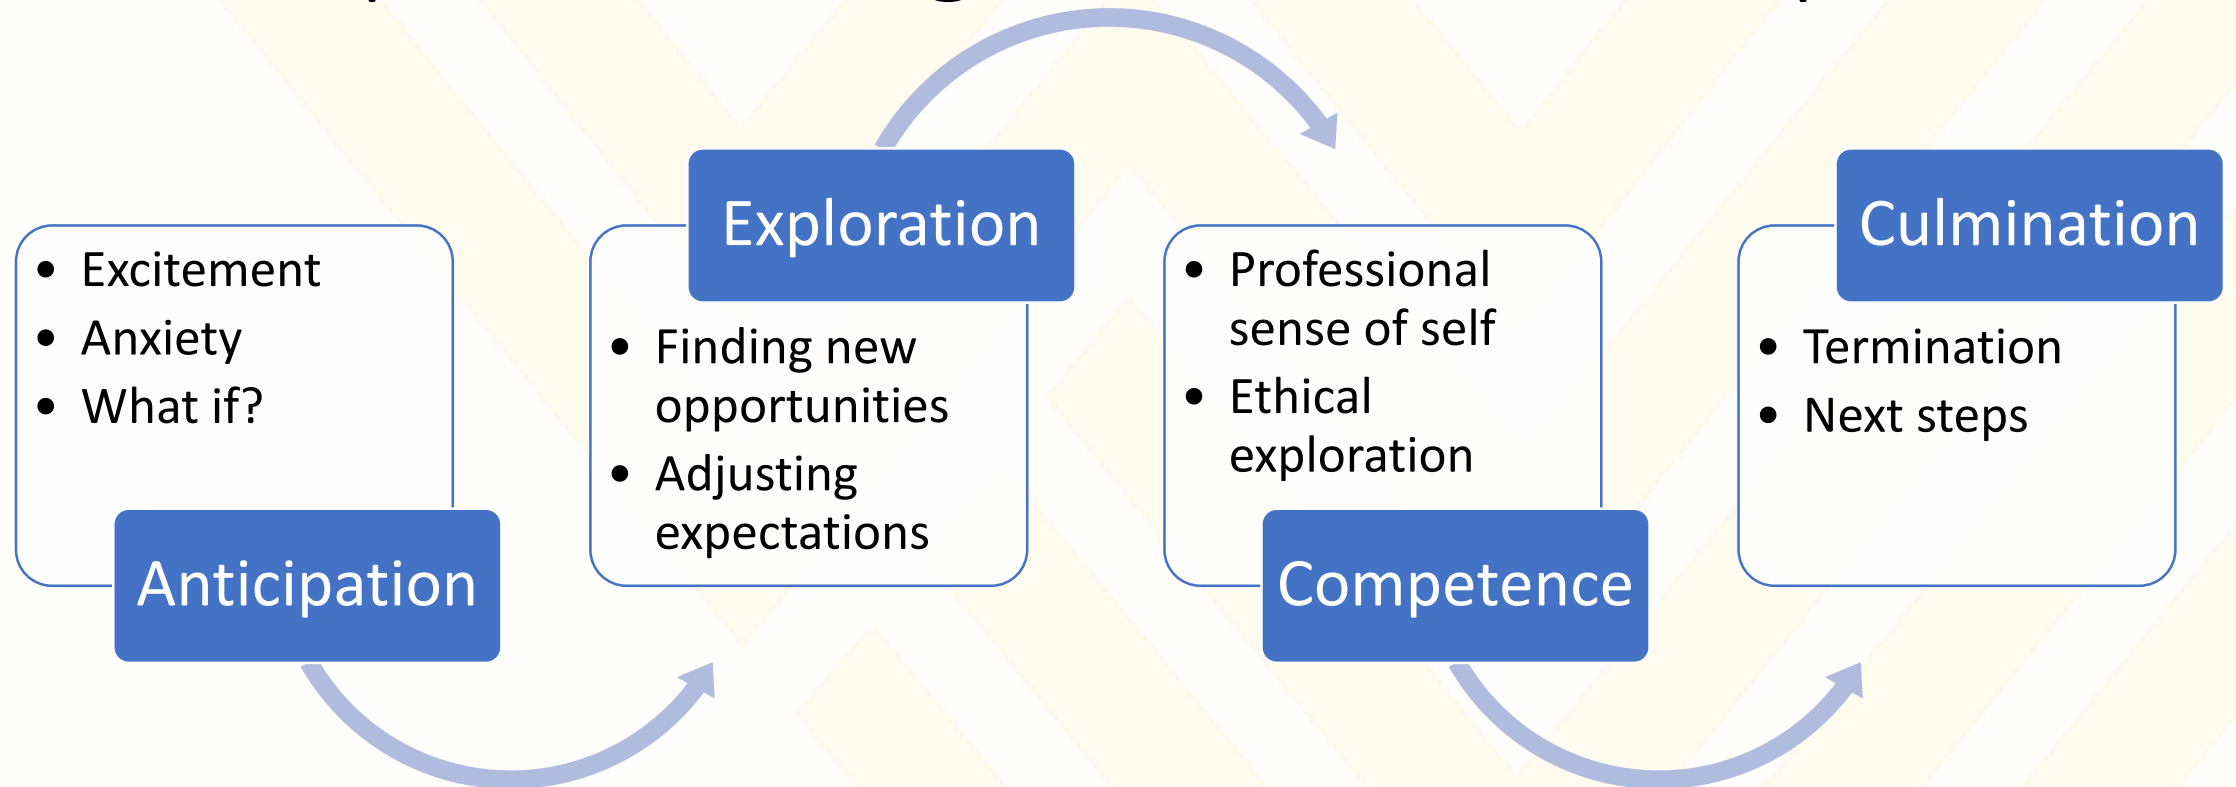 • Excitement
• Anxiety
• What if?
Anticipation
Exploration
• Finding new
opportunities
• Adjusting
expectations
• Professional
sense of self
• Ethical
exploration
Competence
Culmination
• Termination
• Next steps